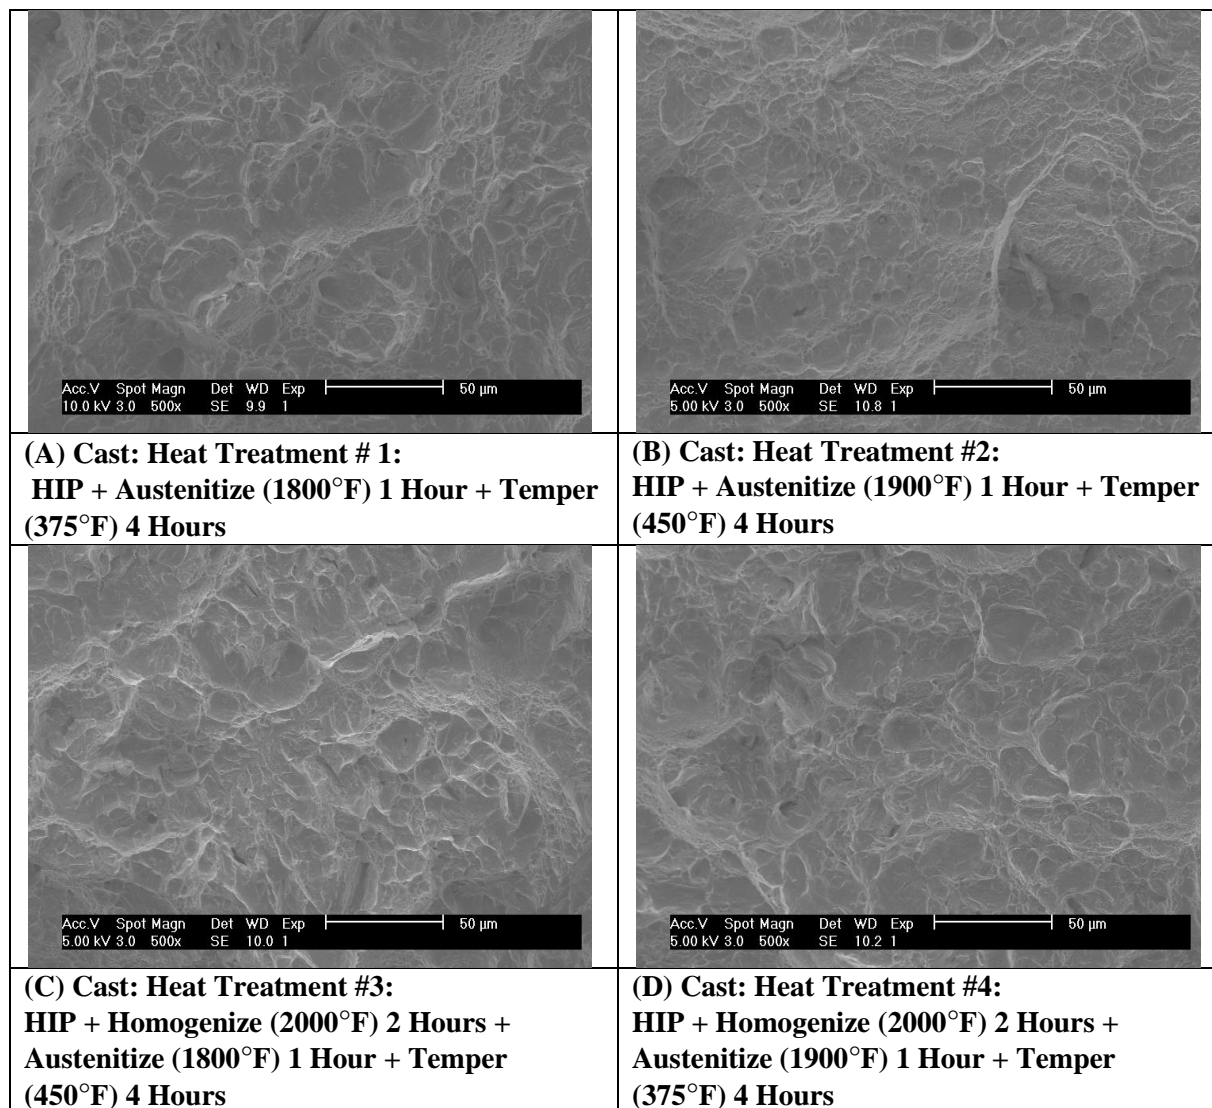 Acc.V Spot Magn Det WD Exp 50 µm
10.0 kV 3.0 500x SE 9.9 1
(A) Cast: Heat Treatment # 1:
HIP + Austenitize (1800°F) 1 Hour + Temper
(375°F) 4 Hours
Acc.V Spot Magn Det WD Exp 50 µm
5.00 kV 3.0 500x SE 10.8 1
(B) Cast: Heat Treatment #2:
HIP + Austenitize (1900°F) 1 Hour + Temper
(450°F) 4 Hours
Acc.V Spot Magn Det WD Exp 50 µm
5.00 kV 3.0 500x SE 10.0 1
(C) Cast: Heat Treatment #3:
HIP + Homogenize (2000°F) 2 Hours +
Austenitize (1800°F) 1 Hour + Temper
(450°F) 4 Hours
Acc.V Spot Magn Det WD Exp 50 µm
5.00 kV 3.0 500x SE 10.2 1
(D) Cast: Heat Treatment #4:
HIP + Homogenize (2000°F) 2 Hours +
Austenitize (1900°F) 1 Hour + Temper
(375°F) 4 Hours